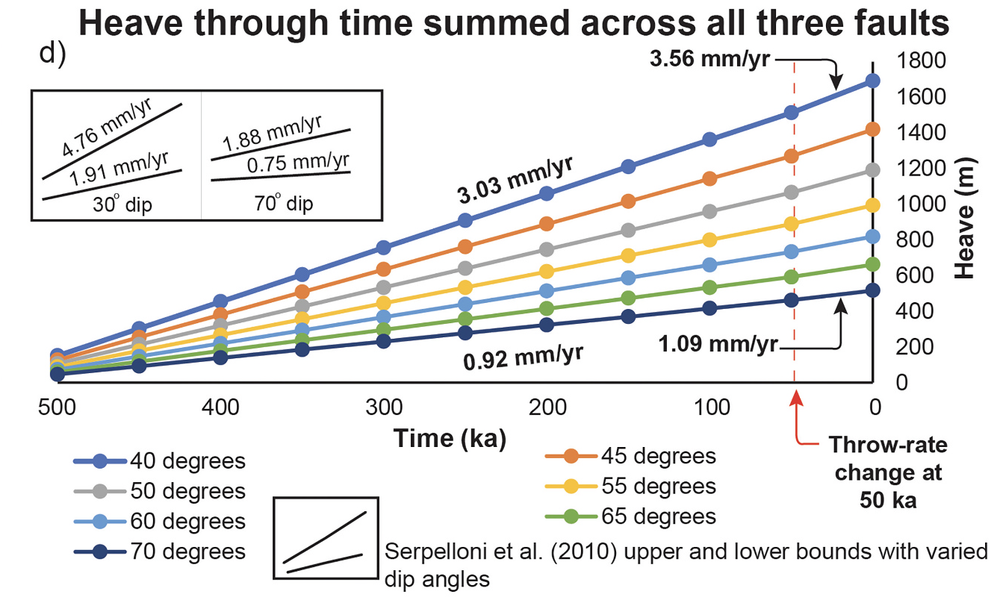 Heave through time summed across all three faults
d)
3.56 mm/yr
4.76 mm/yr
1.91 mm/yr
30° dip
1.88 mm/yr
0.75 mm/yr
70° dip
3.03 mm/yr
0.92 mm/yr
1.09 mm/yr
1800
1600
1400
1200
1000
800
600
400
200
0
Heave (m)
500
400
300
200
100
0
Time (ka)
Throw-rate
change at
50 ka
40 degrees
45 degrees
50 degrees
55 degrees
60 degrees
65 degrees
70 degrees
Serpelloni et al. (2010) upper and lower bounds with varied
dip angles